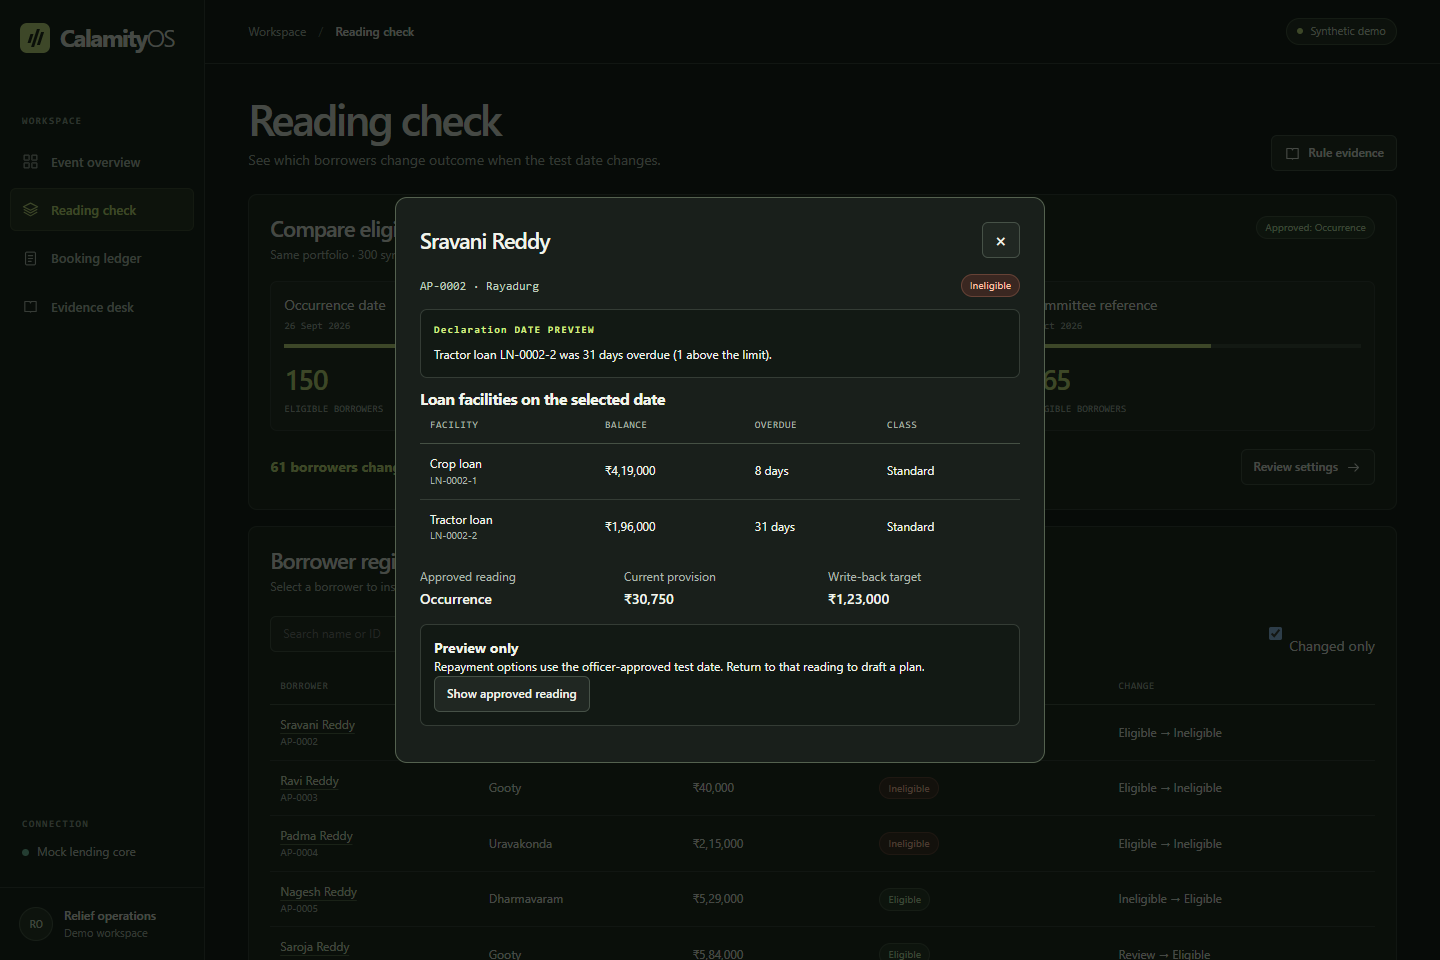 CalamityOS
Workspace / Reading check
Synthetic demo
WORKSPACE
Event overview
Reading check
Booking ledger
Evidence desk
CONNECTION
Mock lending core
RO
Relief operations
Demo workspace
Reading check
See which borrowers change outcome when the test date changes.
Rule evidence
Compare elig
Same portfolio · 300 syn
Approved: Occurrence
Occurrence date
26 Sept 2026
150
ELIGIBLE BORROWERS
mmittee reference
ct 2026
65
GIBLE BORROWERS
61 borrowers chang
Review settings →
Sravani Reddy
×
AP-0002 · Rayadurg
Ineligible
Declaration DATE PREVIEW
Tractor loan LN-0002-2 was 31 days overdue (1 above the limit).
Loan facilities on the selected date
FACILITY BALANCE OVERDUE CLASS
Crop loan ₹4,19,000 8 days Standard
LN-0002-1
Tractor loan ₹1,96,000 31 days Standard
LN-0002-2
Approved reading Current provision Write-back target
Occurrence ₹30,750 ₹1,23,000
Preview only
Repayment options use the officer-approved test date. Return to that reading to draft a plan.
Show approved reading
Borrower regi
Select a borrower to ins
Search name or ID
Changed only
BORROWER CHANGE
Sravani Reddy Eligible → Ineligible
AP-0002
Ravi Reddy Gooty ₹40,000 Ineligible Eligible → Ineligible
AP-0003
Padma Reddy Uravakonda ₹2,15,000 Ineligible Eligible → Ineligible
AP-0004
Nagesh Reddy Dharmavaram ₹5,29,000 Eligible Ineligible → Eligible
AP-0005
Saroja Reddy Gooty ₹5,84,000 Eligible Review → Eligible